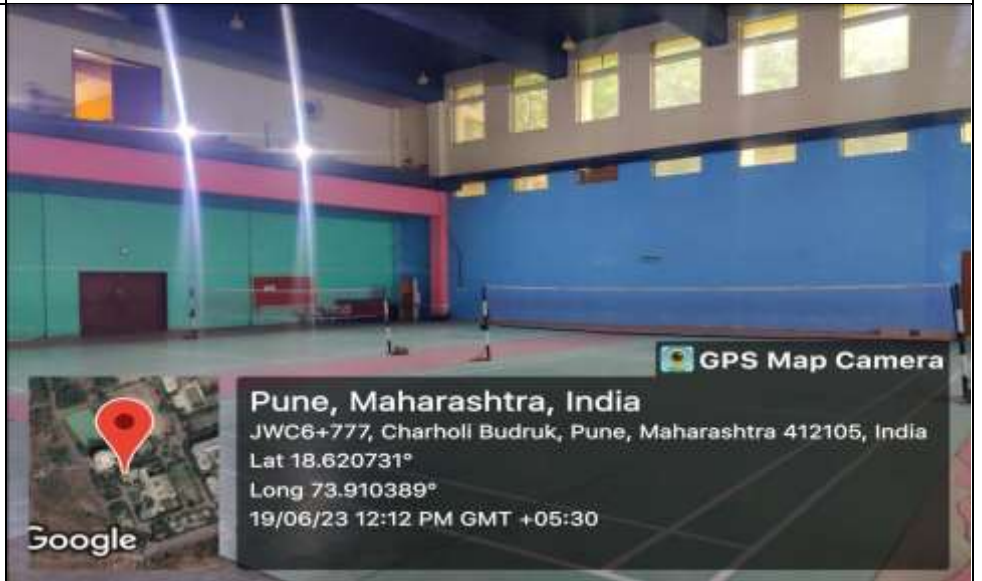 GPS Map Camera
Pune, Maharashtra, India
JWC6+777, Charholi Budruk, Pune, Maharashtra 412105, India
Lat 18.620731°
Long 73.910389°
19/06/23 12:12 PM GMT +05:30
Google